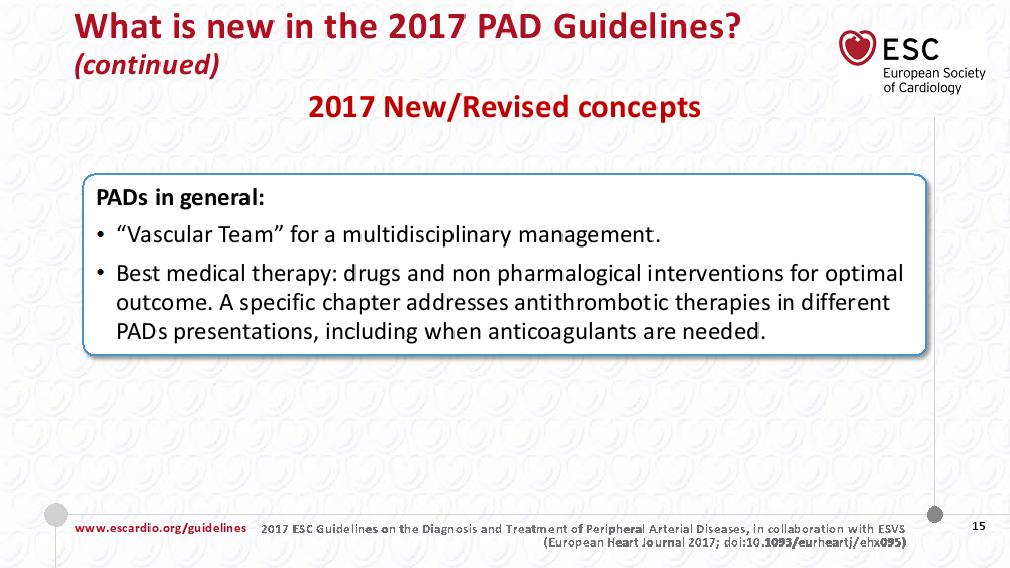 What is new in the 2017 PAD Guidelines?
(continued)
ESC
European Society
of Cardiology
2017 New/Revised concepts
PADs in general:
• “Vascular Team” for a multidisciplinary management.
• Best medical therapy: drugs and non pharmalogical interventions for optimal
outcome. A specific chapter addresses antithrombotic therapies in different
PADs presentations, including when anticoagulants are needed.
www.escardio.org/guidelines
2017 ESC Guidelines on the Diagnosis and Treatment of Peripheral Arterial Diseases, in collaboration with ESVS
(European Heart Journal 2017; doi:10.1093/eurheartj/ehx095)
15